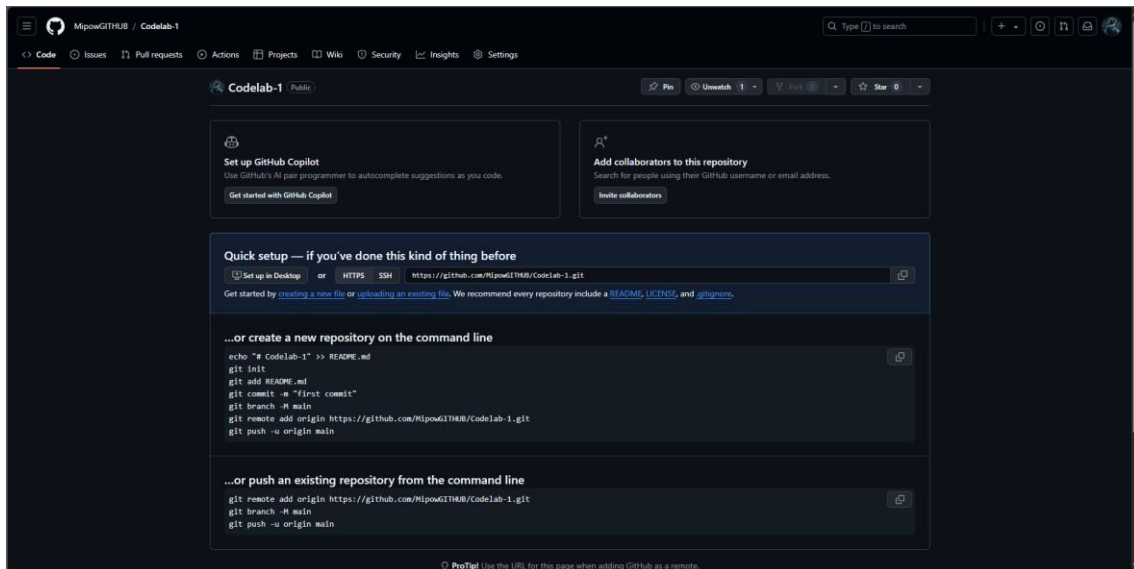 MipowGITHUB / Codelab-1
Type / to search
Code Issues Pull requests Actions Projects Wiki Security Insights Settings
Codelab-1 Public
Pin Unwatch 1 Fork Star 0
Set up GitHub Copilot
Use GitHub's AI pair programmer to autocomplete suggestions as you code.
Get started with GitHub Copilot
Add collaborators to this repository
Search for people using their GitHub username or email address.
Invite collaborators
Quick setup — if you've done this kind of thing before
Set up in Desktop or HTTPS SSH https://github.com/MipowGITHUB/Codelab-1.git
Get started by creating a new file or uploading an existing file. We recommend every repository include a README, LICENSE, and .gitignore.
...or create a new repository on the command line
echo "# Codelab-1" >> README.md
git init
git add README.md
git commit -m "first commit"
git branch -M main
git remote add origin https://github.com/MipowGITHUB/Codelab-1.git
git push -u origin main
...or push an existing repository from the command line
git remote add origin https://github.com/MipowGITHUB/Codelab-1.git
git branch -M main
git push -u origin main
ProTip! Use the URL for this page when adding GitHub as a remote.